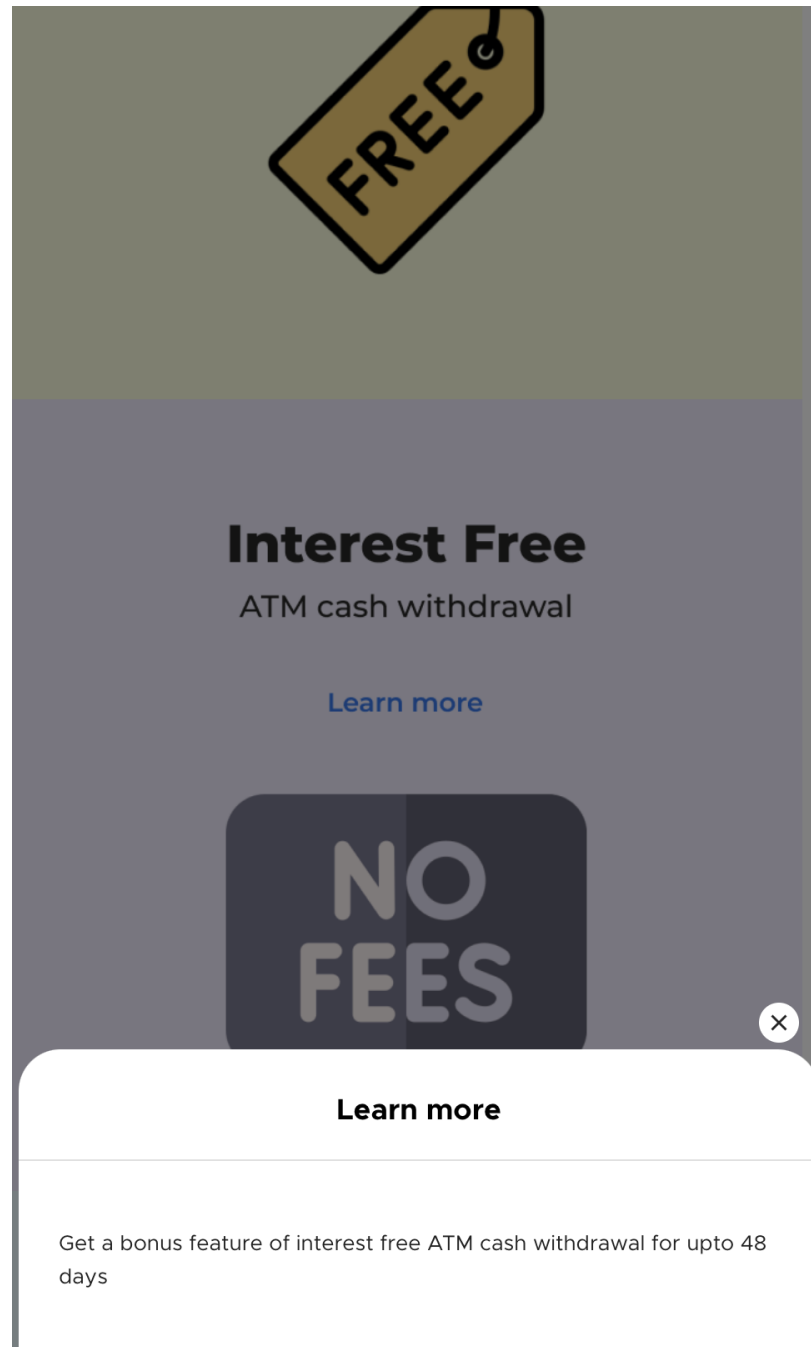 FREE
Interest Free
ATM cash withdrawal
Learn more
NO
FEES
Learn more
Get a bonus feature of interest free ATM cash withdrawal for upto 48
days